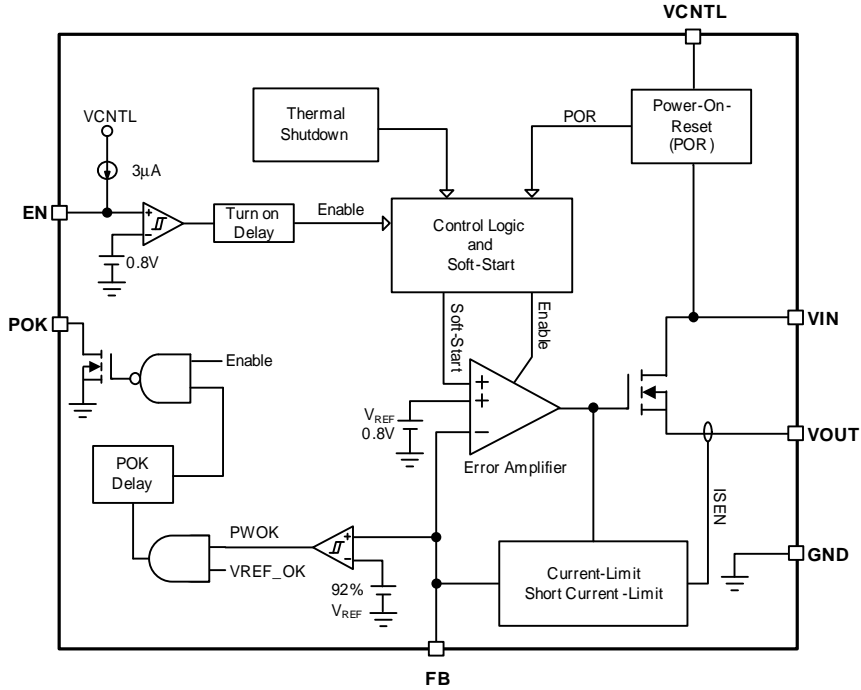 VCNTL
VCNTL
3μA
Thermal
Shutdown
POR
Power-On-
Reset
(POR)
EN
+
−
0.8V
Turn on
Delay
Enable
Control Logic
and
Soft-Start
POK
Enable
Soft-Start
Enable
VIN
+
+
−
VREF
0.8V
Error Amplifier
VOUT
ISEN
POK
Delay
PWOK
VREF_OK
+
−
92%
VREF
Current-Limit
Short Current -Limit
GND
FB